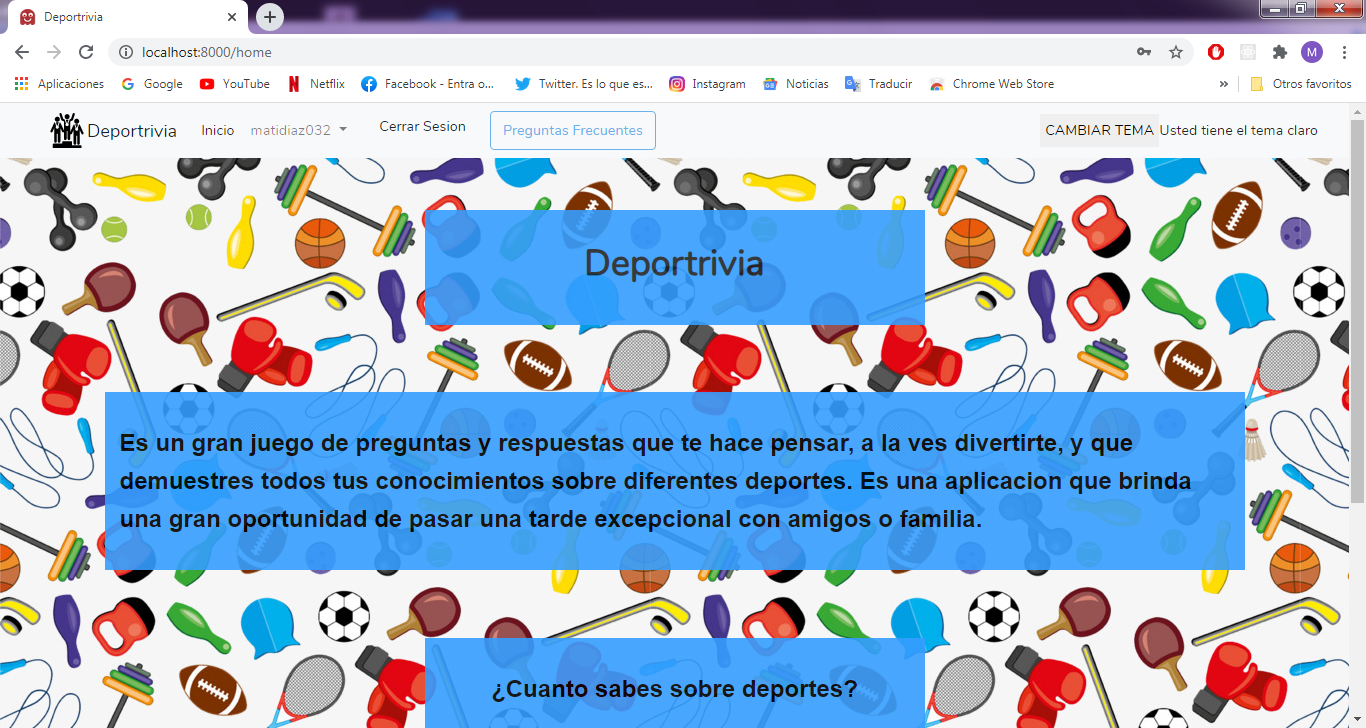 Deportrivia
localhost:8000/home
M
Aplicaciones Google YouTube Netflix Facebook - Entra o... Twitter. Es lo que es... Instagram Noticias Traducir Chrome Web Store » Otros favoritos
Deportrivia Inicio matidiaz032 Cerrar Sesion Preguntas Frecuentes CAMBIAR TEMA Usted tiene el tema claro
Deportrivia
Es un gran juego de preguntas y respuestas que te hace pensar, a la ves divertirte, y que
demuestres todos tus conocimientos sobre diferentes deportes. Es una aplicacion que brinda
una gran oportunidad de pasar una tarde excepcional con amigos o familia.
¿Cuanto sabes sobre deportes?